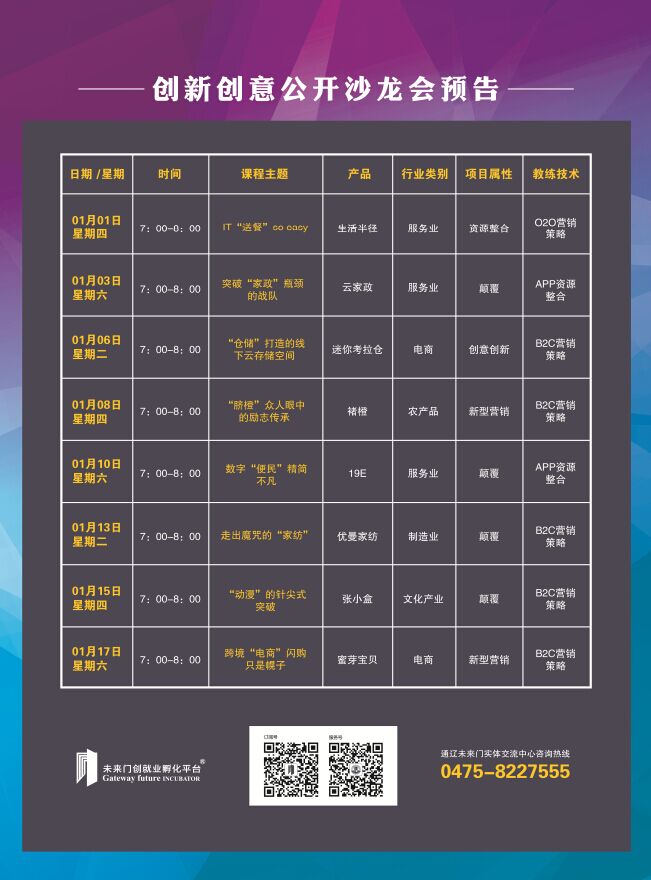 创新创意公开沙龙会预告
日期 /星期 时间 课程主题 产品 行业类别 项目属性 教练技术
01月01日
星期四
7：00-8：00
IT“送餐”so easy
生活半径
服务业
资源整合
O2O营销
策略
01月03日
星期六
7：00-8：00
突破“家政”瓶颈
的战队
云家政
服务业
颠覆
APP资源
整合
01月06日
星期二
7：00-8：00
“仓储”打造的线
下云存储空间
迷你考拉仓
电商
创意创新
B2C营销
策略
01月08日
星期四
7：00-8：00
“脐橙”众人眼中
的励志传承
褚橙
农产品
新型营销
B2C营销
策略
01月10日
星期六
7：00-8：00
数字“便民”精简
不凡
19E
服务业
颠覆
APP资源
整合
01月13日
星期二
7：00-8：00
走出魔咒的“家纺”
优曼家纺
制造业
颠覆
B2C营销
策略
01月15日
星期四
7：00-8：00
“动漫”的针尖式
突破
张小盒
文化产业
颠覆
B2C营销
策略
01月17日
星期六
7：00-8：00
跨境“电商”闪购
只是幌子
蜜芽宝贝
电商
新型营销
B2C营销
策略
未来门创就业孵化平台®
Gateway future INCUBATOR
订阅号
服务号
通辽未来门实体交流中心咨询热线
0475-8227555